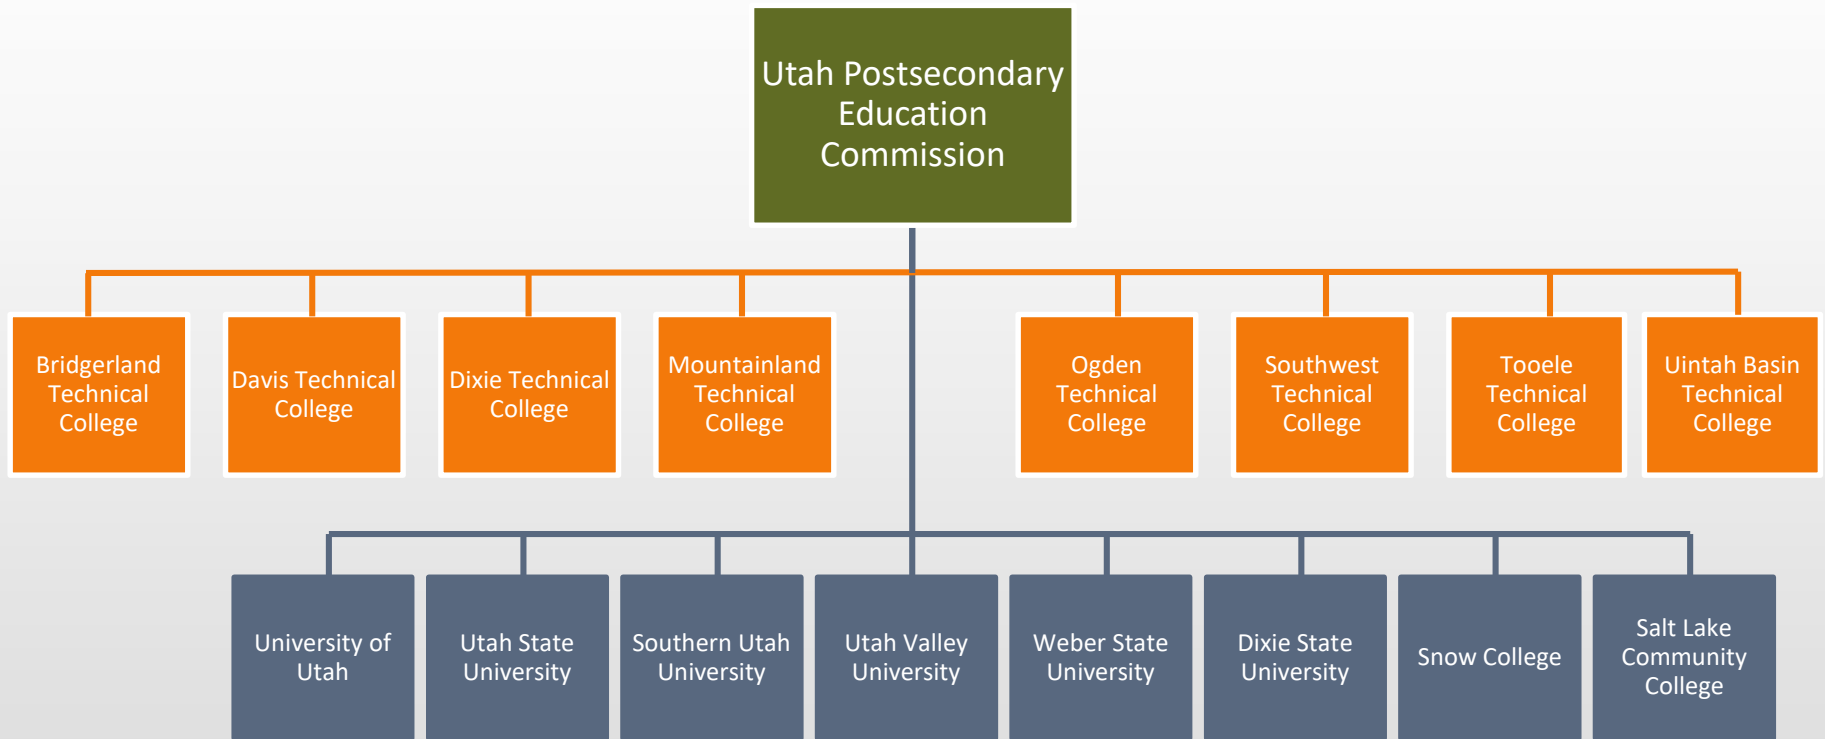 Utah Postsecondary
Education
Commission
Bridgerland
Technical
College
Davis Technical
College
Dixie Technical
College
Mountainland
Technical
College
Ogden
Technical
College
Southwest
Technical
College
Tooele
Technical
College
Uintah Basin
Technical
College
University of
Utah
Utah State
University
Southern Utah
University
Utah Valley
University
Weber State
University
Dixie State
University
Snow College
Salt Lake
Community
College